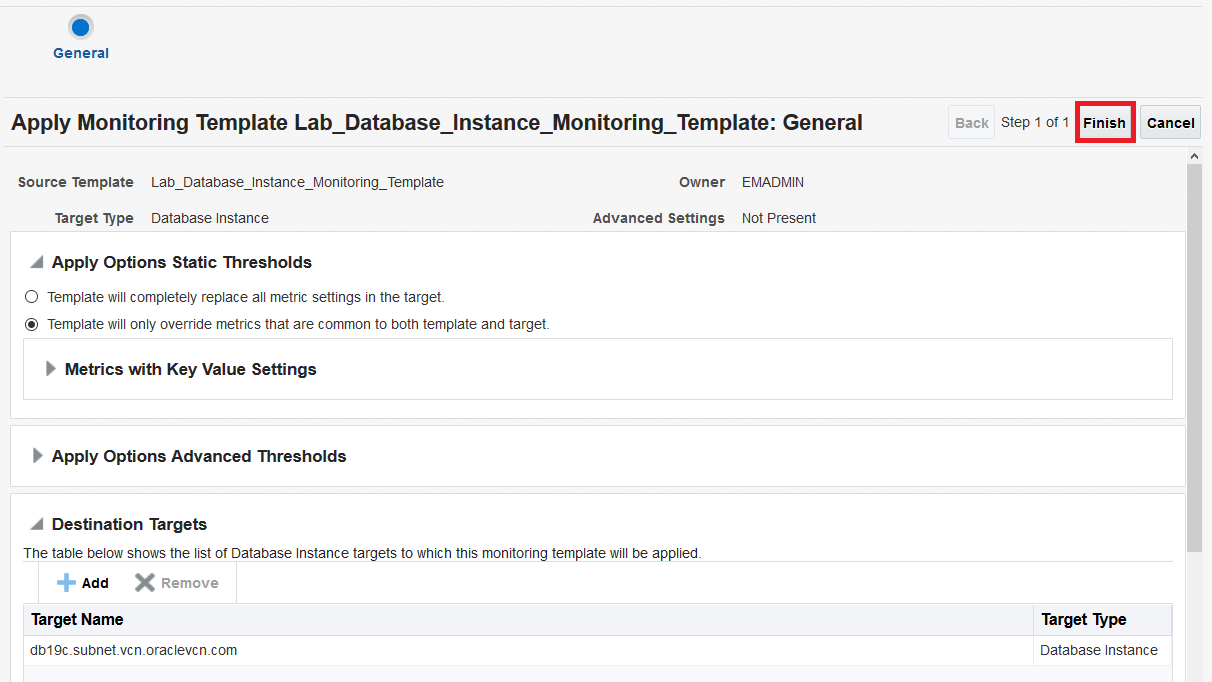 General
Apply Monitoring Template Lab_Database_Instance_Monitoring_Template: General
Back Step 1 of 1 Finish Cancel
Source Template Lab_Database_Instance_Monitoring_Template Owner EMADMIN
Target Type Database Instance Advanced Settings Not Present
Apply Options Static Thresholds
Template will completely replace all metric settings in the target.
Template will only override metrics that are common to both template and target.
Metrics with Key Value Settings
Apply Options Advanced Thresholds
Destination Targets
The table below shows the list of Database Instance targets to which this monitoring template will be applied.
Add Remove
Target Name Target Type
db19c.subnet.vcn.oraclevcn.com Database Instance